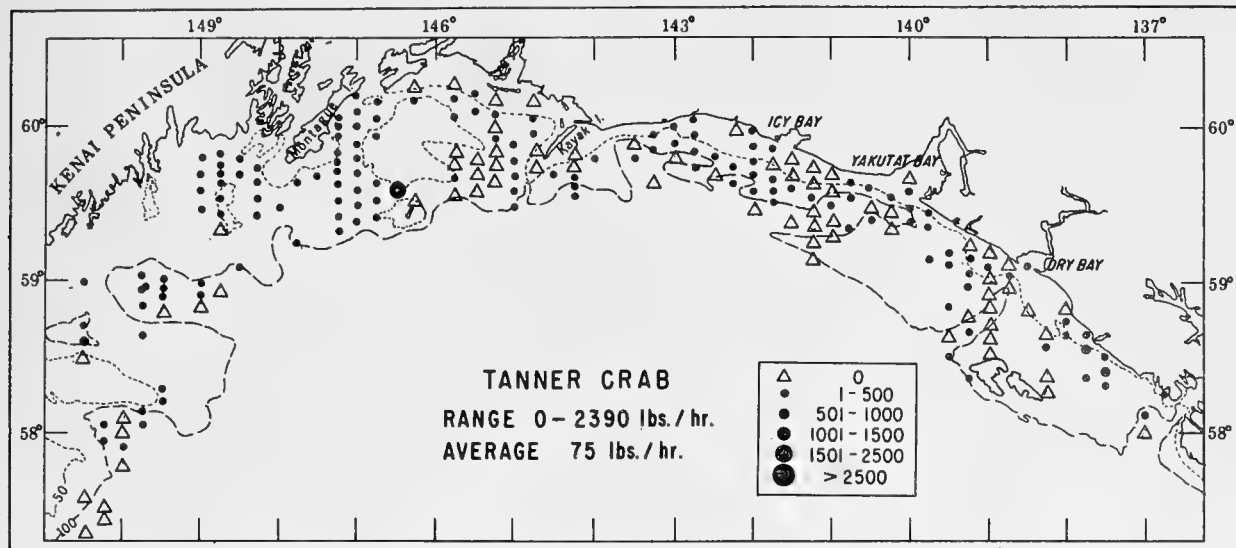 149° 146° 143° 140° 137°
KENAI PENINSULA
Montague
Kayak I.
ICY BAY
YAKUTAT BAY
DRY BAY
60° 60°
59° 59°
58° 58°
50
100
TANNER CRAB
RANGE 0-2390 lbs./hr.
AVERAGE 75 lbs./hr.
0
1-500
501-1000
1001-1500
1501-2500
>2500